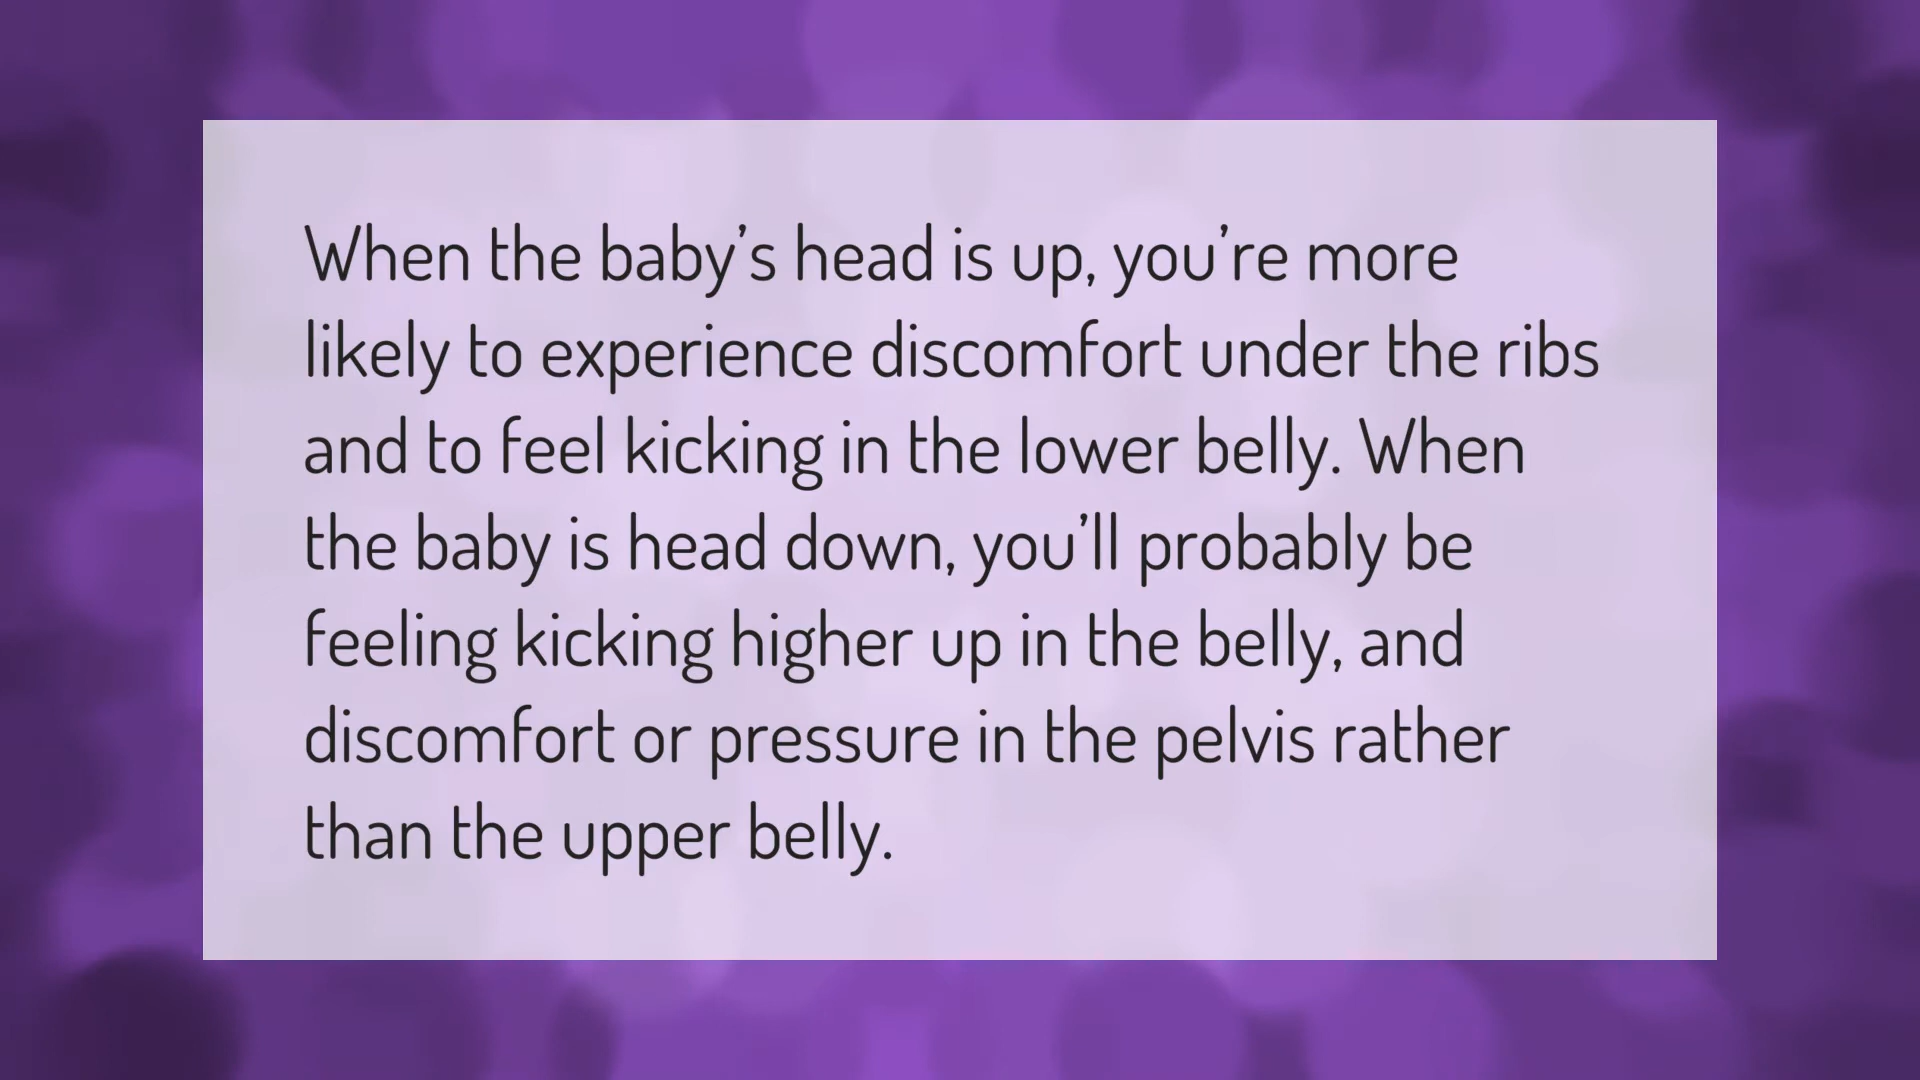 When the baby’s head is up, you’re more
likely to experience discomfort under the ribs
and to feel kicking in the lower belly. When
the baby is head down, you’ll probably be
feeling kicking higher up in the belly, and
discomfort or pressure in the pelvis rather
than the upper belly.